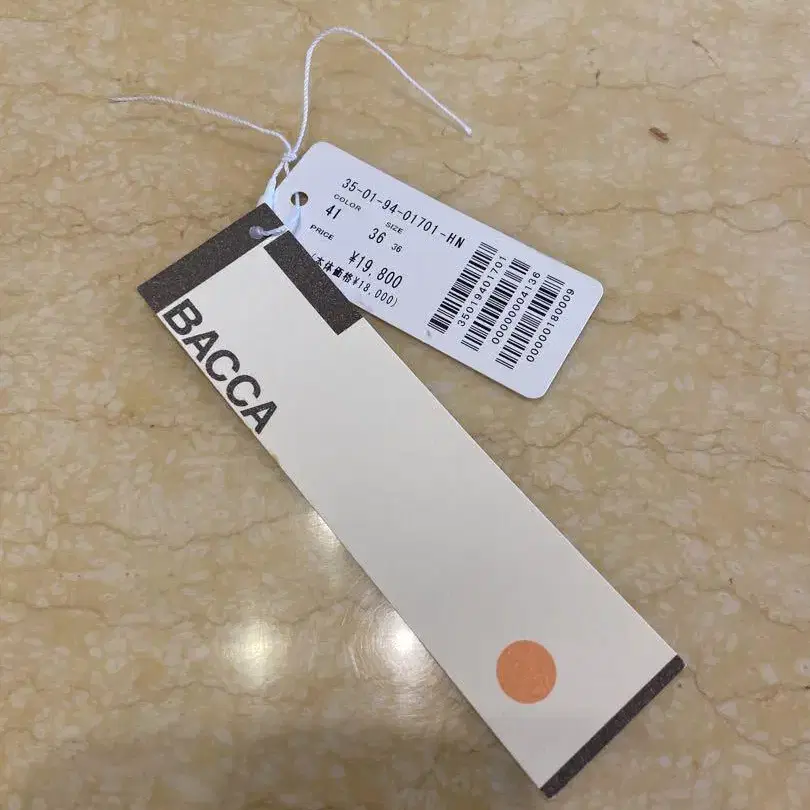 BACCA
35-01-94-01701-HN
COLOR SIZE
41 36 36
PRICE
¥19,800
(本体価格¥18,000)
35019401701
00000004136
00000180009